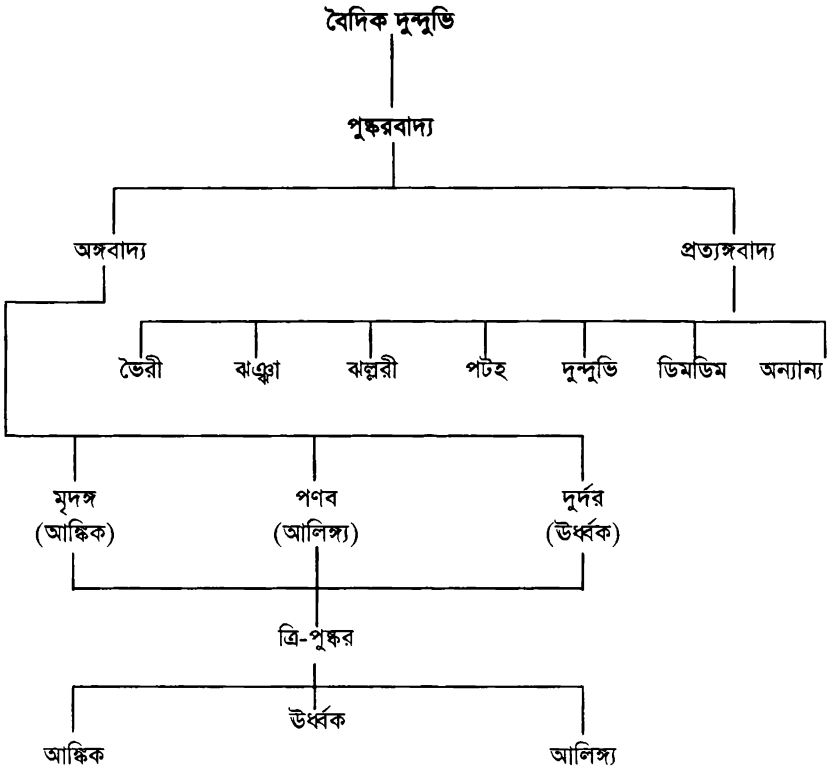 বৈদিক দুন্দুভি
পুষ্করবাদ্য
অঙ্গবাদ্য প্রত্যঙ্গবাদ্য
ভৈরী ঝঞ্ঝা ঝল্লরী পটহ দুন্দুভি ডিমডিম অন্যান্য
মৃদঙ্গ পণব দুর্দর
(আঙ্কিক) (আলিঙ্গ্য) (ঊর্ধ্বক)
ত্রি-পুষ্কর
ঊর্ধ্বক
আঙ্কিক আলিঙ্গ্য